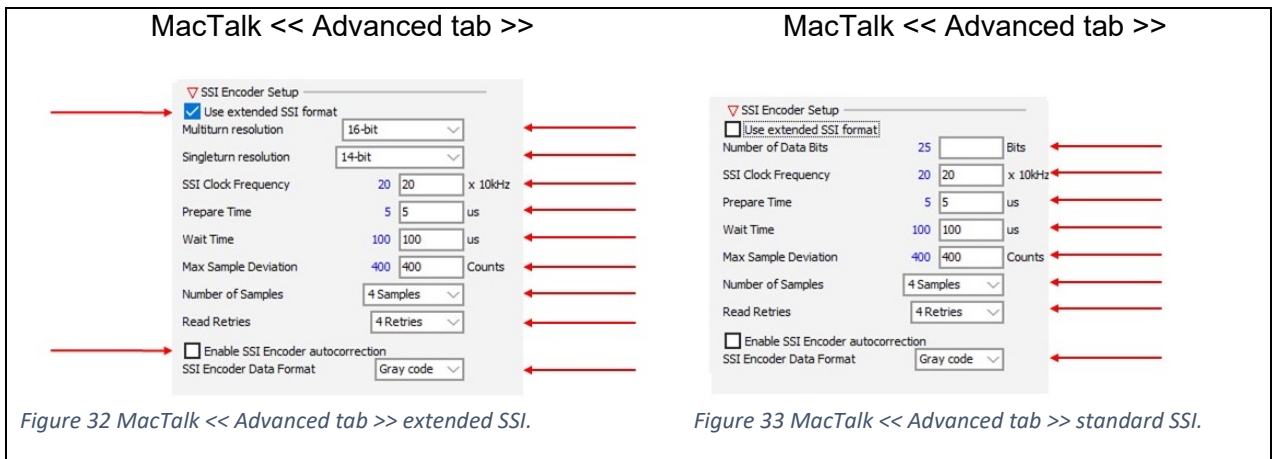 MacTalk << Advanced tab >>
SSI Encoder Setup
Use extended SSI format
Multiturn resolution 16-bit
Singleturn resolution 14-bit
SSI Clock Frequency 20 20 x 10kHz
Prepare Time 5 5 us
Wait Time 100 100 us
Max Sample Deviation 400 400 Counts
Number of Samples 4 Samples
Read Retries 4 Retries
Enable SSI Encoder autocorrection
SSI Encoder Data Format Gray code
Figure 32 MacTalk << Advanced tab >> extended SSI.
MacTalk << Advanced tab >>
SSI Encoder Setup
Use extended SSI format
Number of Data Bits 25 Bits
SSI Clock Frequency 20 20 x 10kHz
Prepare Time 5 5 us
Wait Time 100 100 us
Max Sample Deviation 400 400 Counts
Number of Samples 4 Samples
Read Retries 4 Retries
Enable SSI Encoder autocorrection
SSI Encoder Data Format Gray code
Figure 33 MacTalk << Advanced tab >> standard SSI.